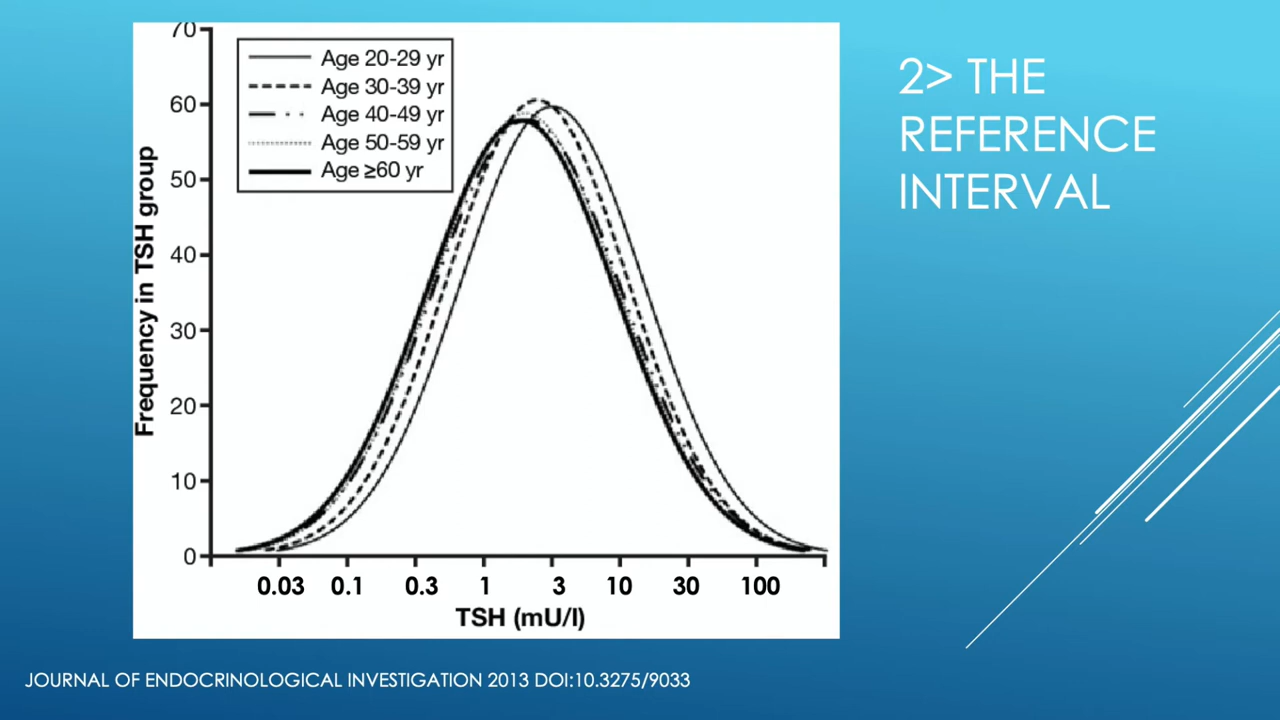 2> THE
REFERENCE
INTERVAL
70
60
50
40
30
20
10
0
Frequency in TSH group
Age 20-29 yr
Age 30-39 yr
Age 40-49 yr
Age 50-59 yr
Age ≥60 yr
0.03 0.1 0.3 1 3 10 30 100
TSH (mU/l)
JOURNAL OF ENDOCRINOLOGICAL INVESTIGATION 2013 DOI:10.3275/9033